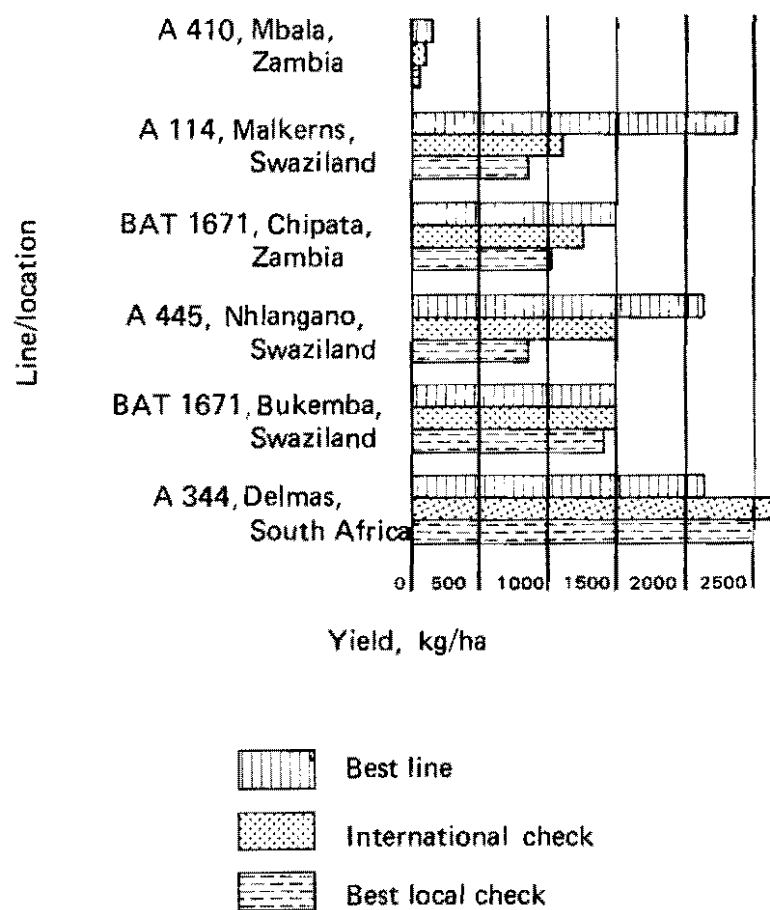 A 410, Mbala,
Zambia
A 114, Malkerns,
Swaziland
BAT 1671, Chipata,
Zambia
A 445, Nhlangano,
Swaziland
BAT 1671, Bukemba,
Swaziland
A 344, Delmas,
South Africa
Line/location
0 500 1000 1500 2000 2500
Yield, kg/ha
Best line
International check
Best local check